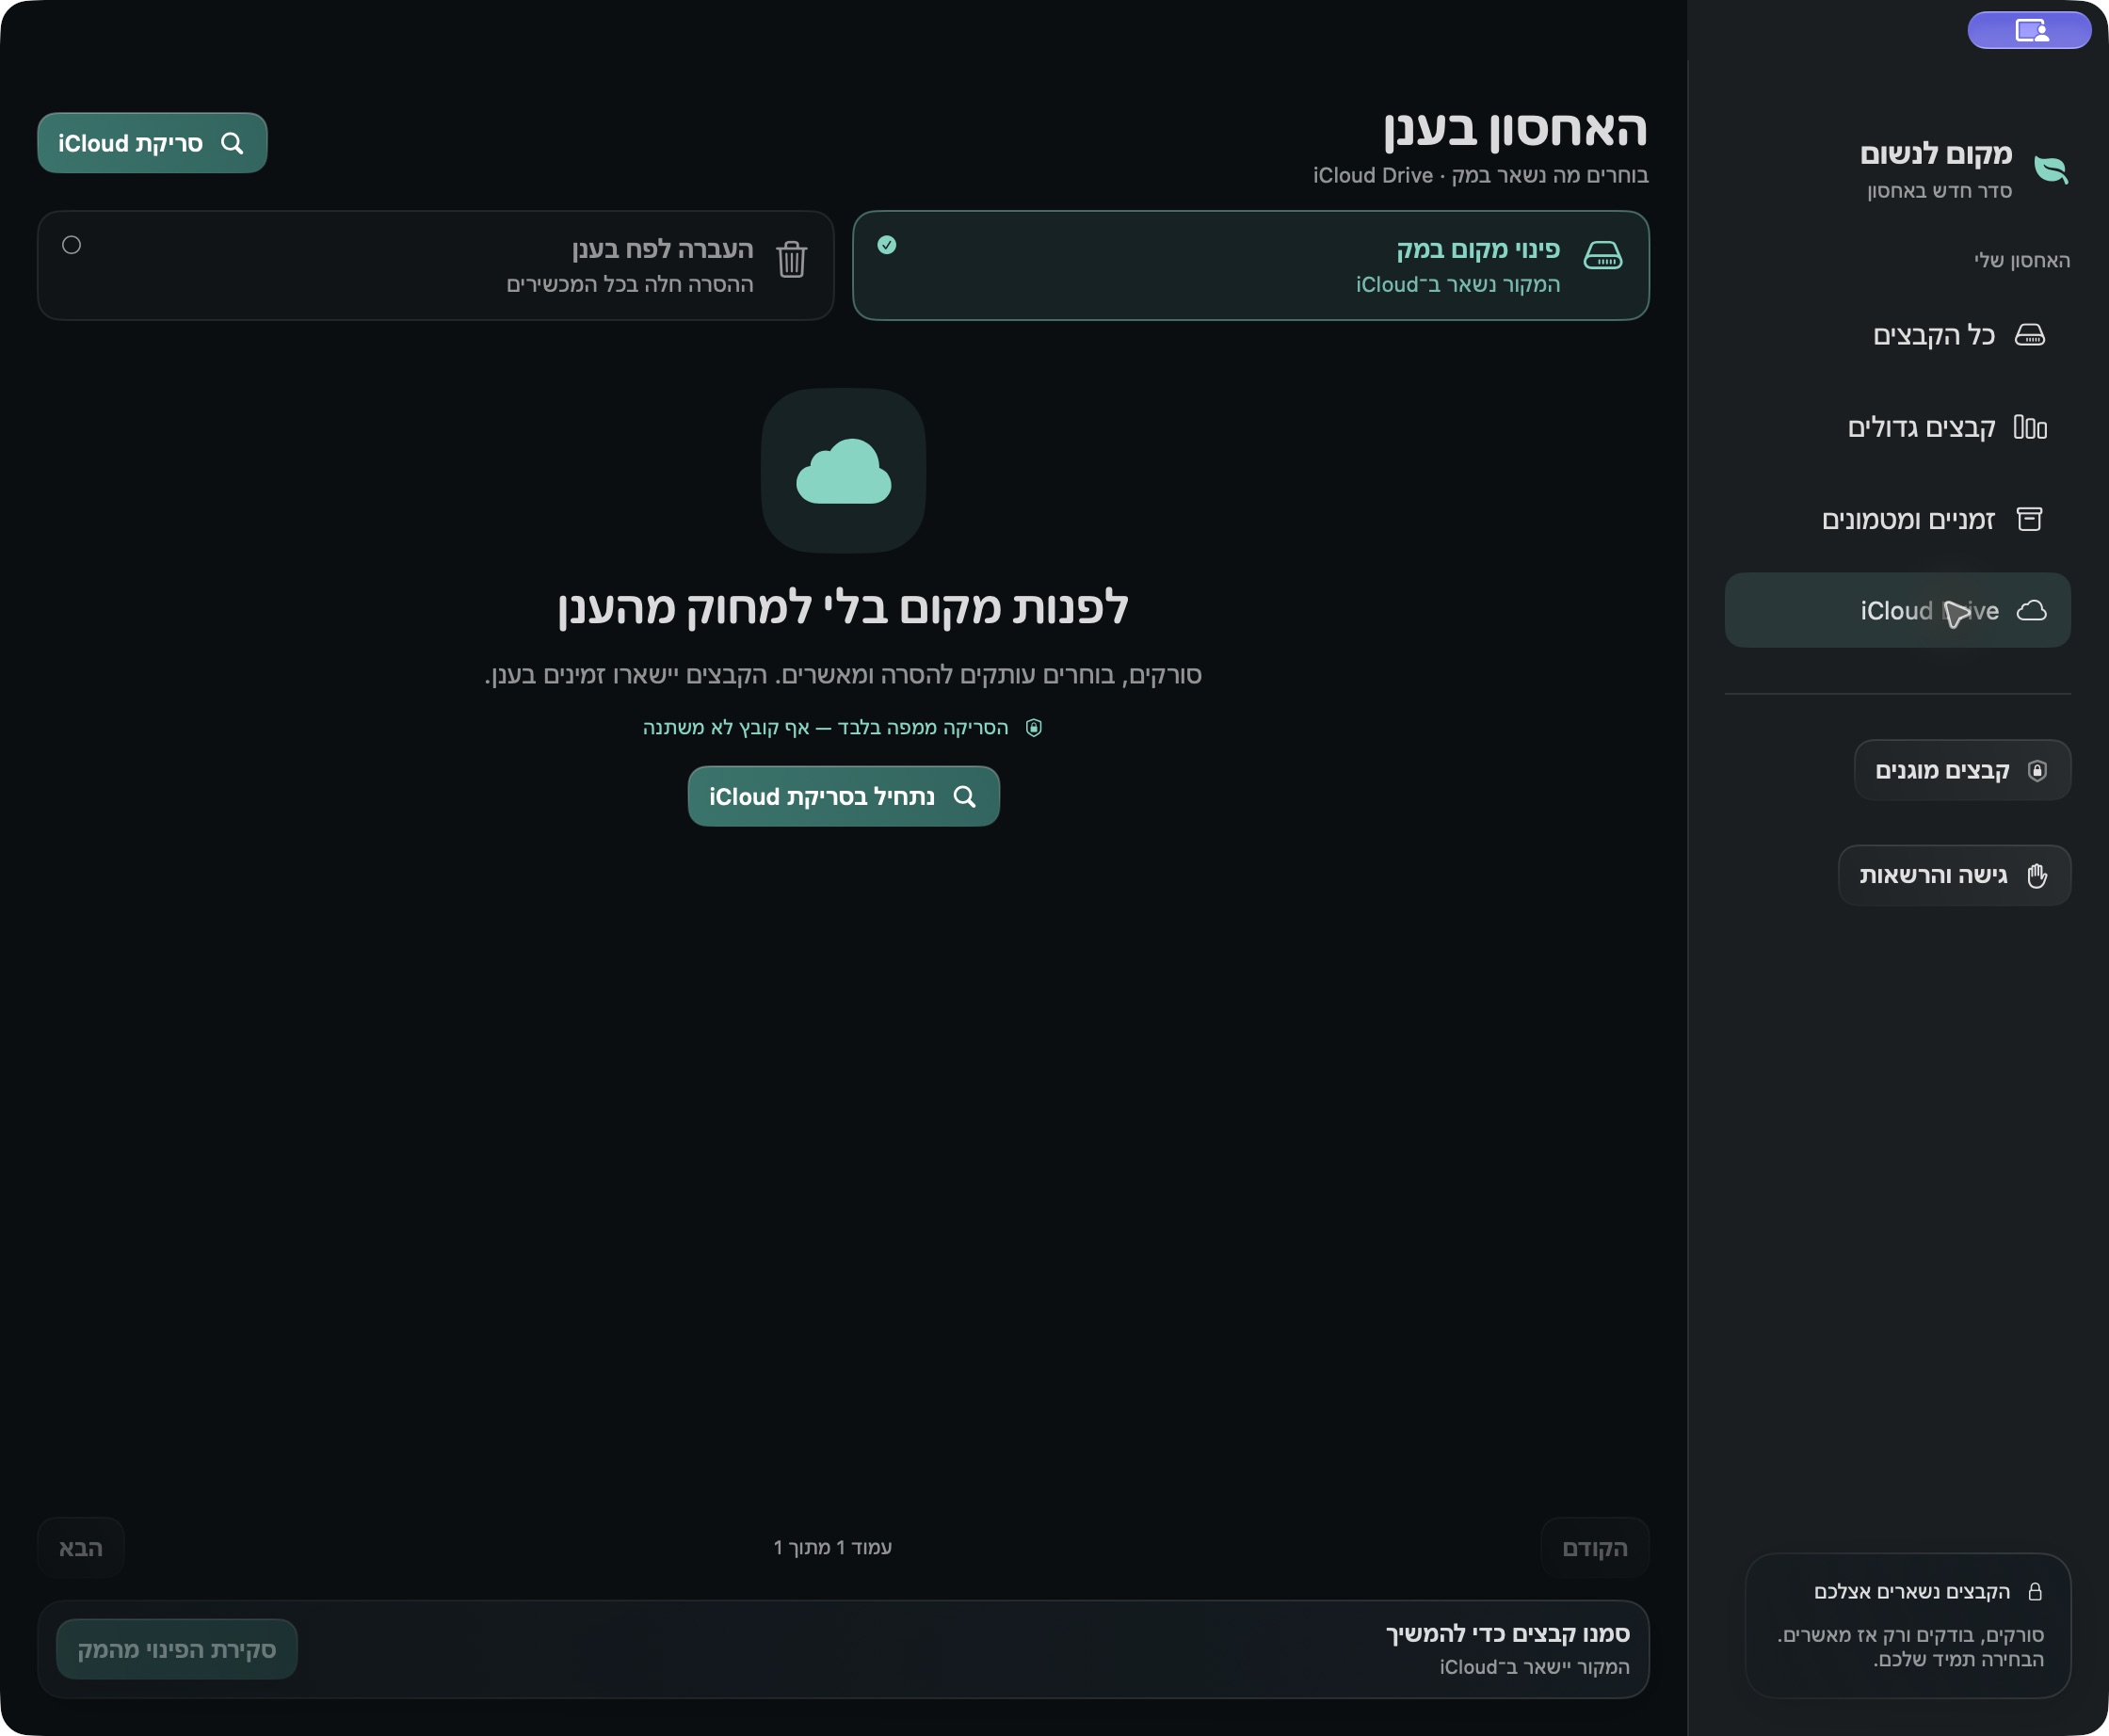 מקום לנשום
סדר חדש באחסון
האחסון שלי
כל הקבצים
קבצים גדולים
זמניים ומטמונים
iCloud Drive
קבצים מוגנים
גישה והרשאות
הקבצים נשארים אצלכם
סורקים, בודקים ורק אז מאשרים.
הבחירה תמיד שלכם.
האחסון בענן
בוחרים מה נשאר במק · iCloud Drive
סריקת iCloud
פינוי מקום במק
המקור נשאר ב־iCloud
העברה לפח בענן
ההסרה חלה בכל המכשירים
לפנות מקום בלי למחוק מהענן
סורקים, בוחרים עותקים להסרה ומאשרים. הקבצים יישארו זמינים בענן.
הסריקה ממפה בלבד — אף קובץ לא משתנה
נתחיל בסריקת iCloud
הקודם
עמוד 1 מתוך 1
הבא
סמנו קבצים כדי להמשיך
המקור יישאר ב־iCloud
סקירת הפינוי מהמק